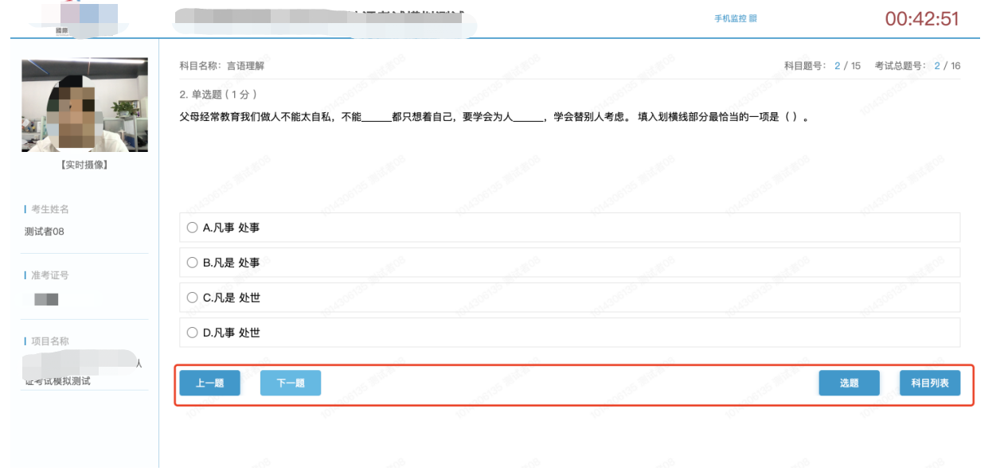 手机监控
00:42:51
科目名称：言语理解
科目题号： 2 / 15 考试总题号： 2 / 16
2. 单选题（ 1 分 ）
父母经常教育我们做人不能太自私，不能______都只想着自己，要学会为人______，学会替别人考虑。 填入划横线部分最恰当的一项是（ ）。
【实时摄像】
A.凡事 处事
考生姓名
测试者08
B.凡是 处事
准考证号
C.凡是 处世
D.凡事 处世
项目名称
人
证考试模拟测试
上一题 下一题 选题 科目列表